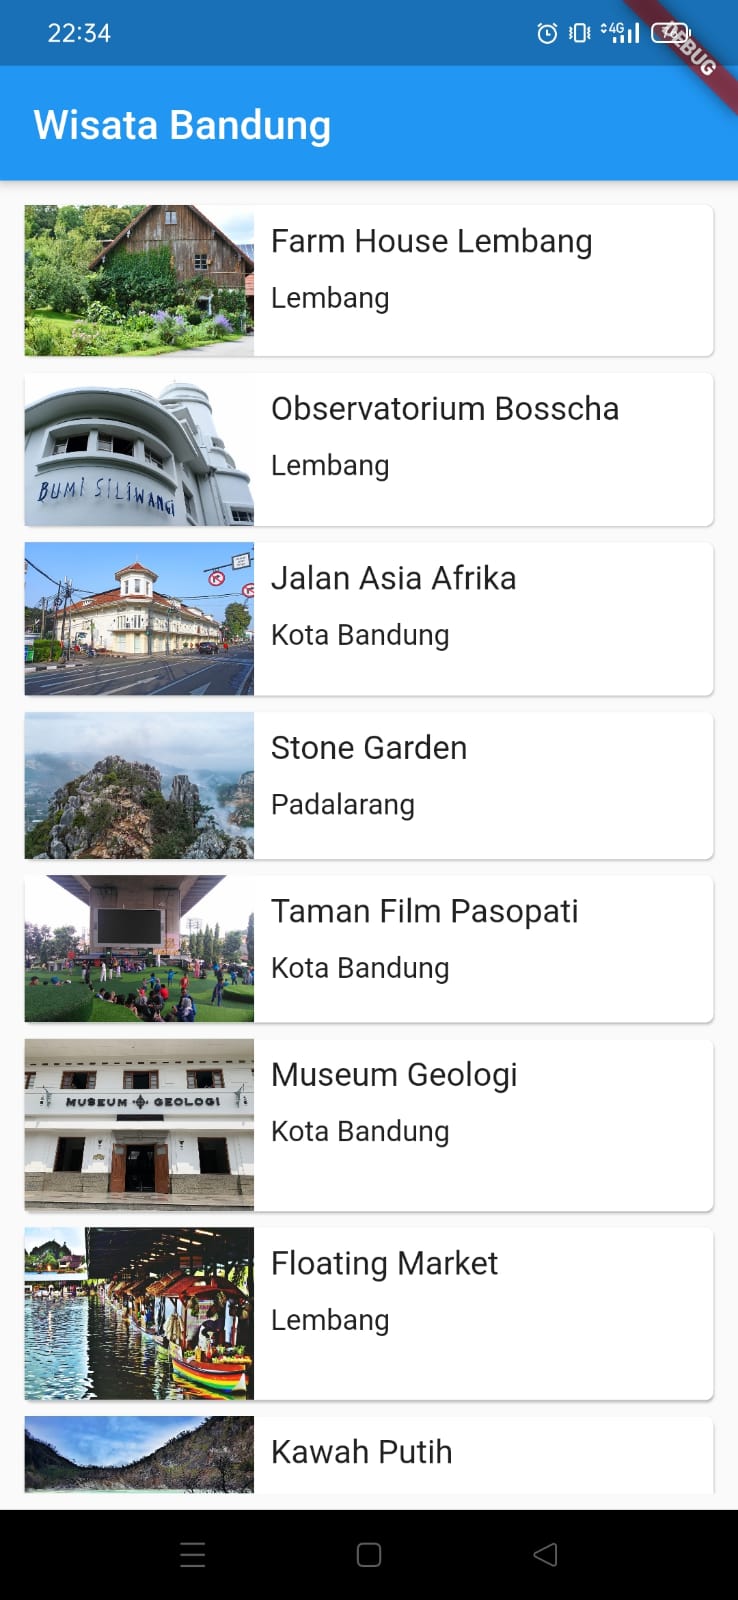 22:34
4G
76
DEBUG
Wisata Bandung
Farm House Lembang
Lembang
BUMI SILIWANGI
Observatorium Bosscha
Lembang
Jalan Asia Afrika
Kota Bandung
Stone Garden
Padalarang
Taman Film Pasopati
Kota Bandung
MUSEUM GEOLOGI
Museum Geologi
Kota Bandung
Floating Market
Lembang
Kawah Putih